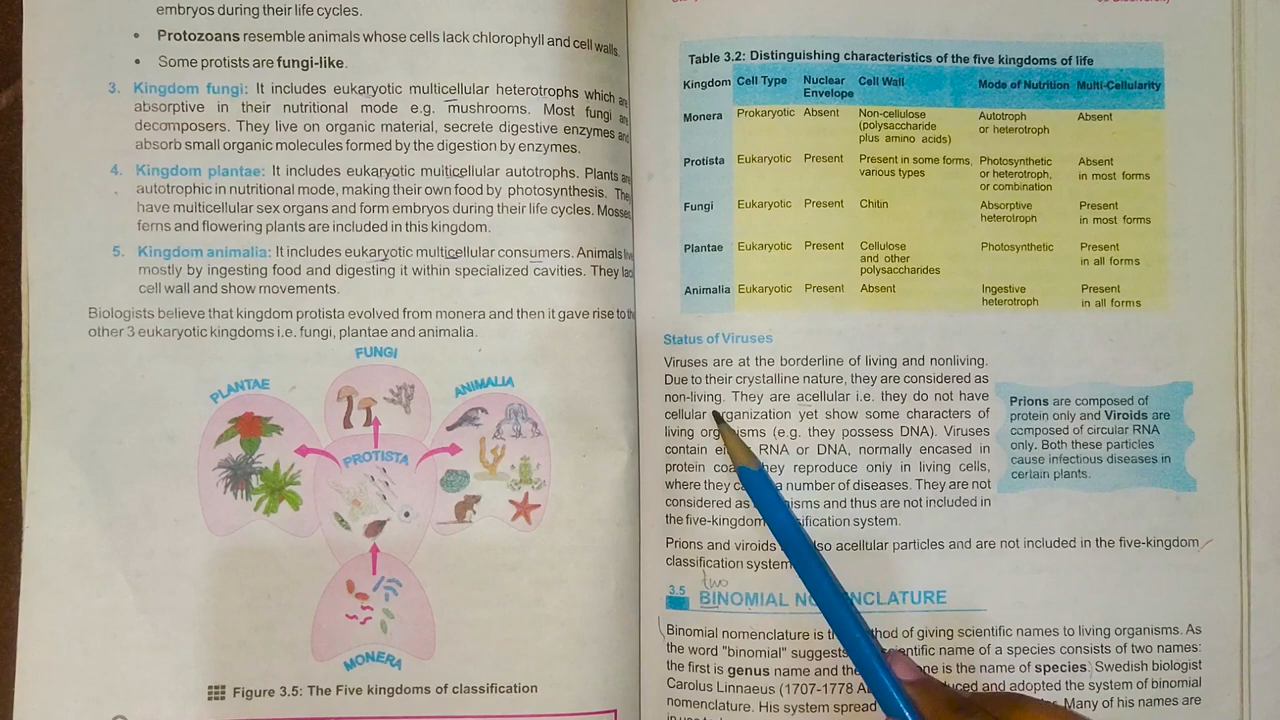 embryos during their life cycles.
• Protozoans resemble animals whose cells lack chlorophyll and cell walls.
• Some protists are fungi-like.
3. Kingdom fungi: It includes eukaryotic multicellular heterotrophs which are
absorptive in their nutritional mode e.g. mushrooms. Most fungi are
decomposers. They live on organic material, secrete digestive enzymes and
absorb small organic molecules formed by the digestion by enzymes.
4. Kingdom plantae: It includes eukaryotic multicellular autotrophs. Plants are
autotrophic in nutritional mode, making their own food by photosynthesis. They
have multicellular sex organs and form embryos during their life cycles. Mosses,
ferns and flowering plants are included in this kingdom.
5. Kingdom animalia: It includes eukaryotic multicellular consumers. Animals
mostly by ingesting food and digesting it within specialized cavities. They
cell wall and show movements.
Biologists believe that kingdom protista evolved from monera and then it gave rise to
other 3 eukaryotic kingdoms i.e. fungi, plantae and animalia.
FUNGI
PLANTAE
ANIMALIA
PROTISTA
MONERA
Figure 3.5: The Five kingdoms of classification
Table 3.2: Distinguishing characteristics of the five kingdoms of life
Kingdom Cell Type Nuclear Envelope Cell Wall Mode of Nutrition Multi-Cellularity
Monera Prokaryotic Absent Non-cellulose (polysaccharide plus amino acids) Autotroph or heterotroph Absent
Protista Eukaryotic Present Present in some forms, various types Photosynthetic or heterotroph, or combination Absent in most forms
Fungi Eukaryotic Present Chitin Absorptive heterotroph Present in most forms
Plantae Eukaryotic Present Cellulose and other polysaccharides Photosynthetic Present in all forms
Animalia Eukaryotic Present Absent Ingestive heterotroph Present in all forms
Status of Viruses
Viruses are at the borderline of living and nonliving.
Due to their crystalline nature, they are considered as
non-living. They are acellular i.e. they do not have
cellular organization yet show some characters of
living organisms (e.g. they possess DNA). Viruses
contain RNA or DNA, normally encased in
protein they reproduce only in living cells,
where they a number of diseases. They are not
considered as and thus are not included in
the five-kingdom classification system.
Prions are composed of
protein only and Viroids are
composed of circular RNA
only. Both these particles
cause infectious diseases in
certain plants.
Prions and viroids also acellular particles and are not included in the five-kingdom
classification system
two
3.5 BINOMIAL NOMENCLATURE
Binomial nomenclature is method of giving scientific names to living organisms. As
the word "binomial" suggests, scientific name of a species consists of two names:
the first is genus name and the one is the name of species. Swedish biologist
Carolus Linnaeus (1707-1778 and adopted the system of binomial
nomenclature. His system spread Many of his names are